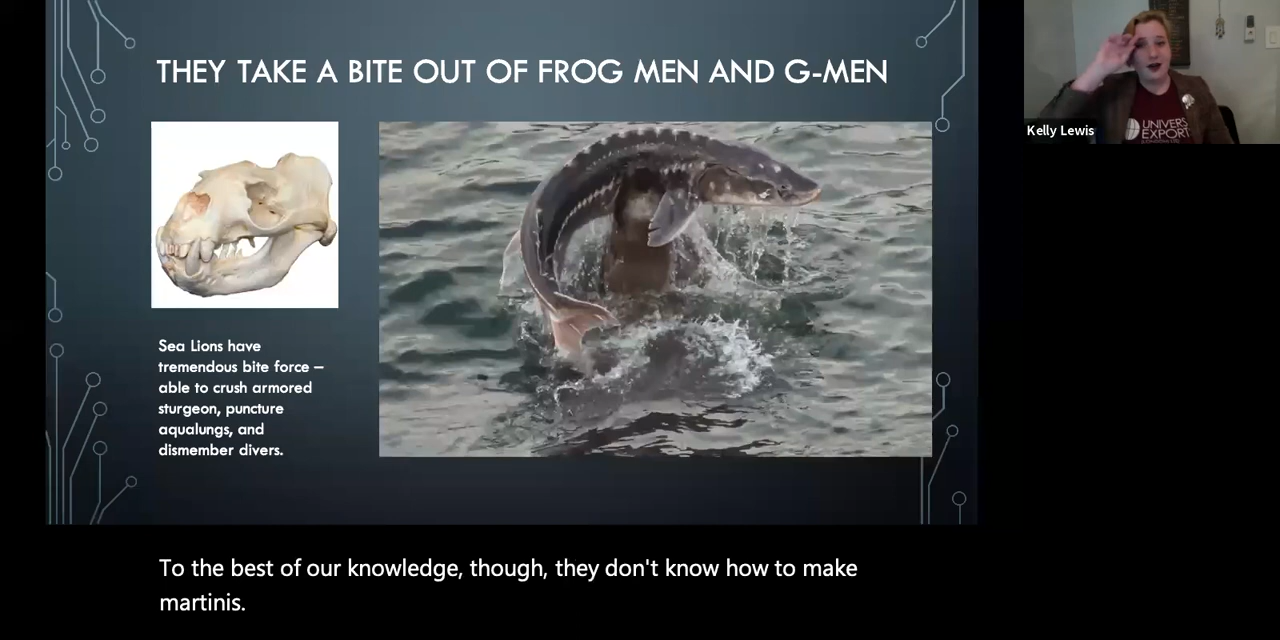 THEY TAKE A BITE OUT OF FROG MEN AND G-MEN
Sea Lions have
tremendous bite force –
able to crush armored
sturgeon, puncture
aqualungs, and
dismember divers.
Kelly Lewis
UNIVERS
EXPORT
To the best of our knowledge, though, they don't know how to make
martinis.